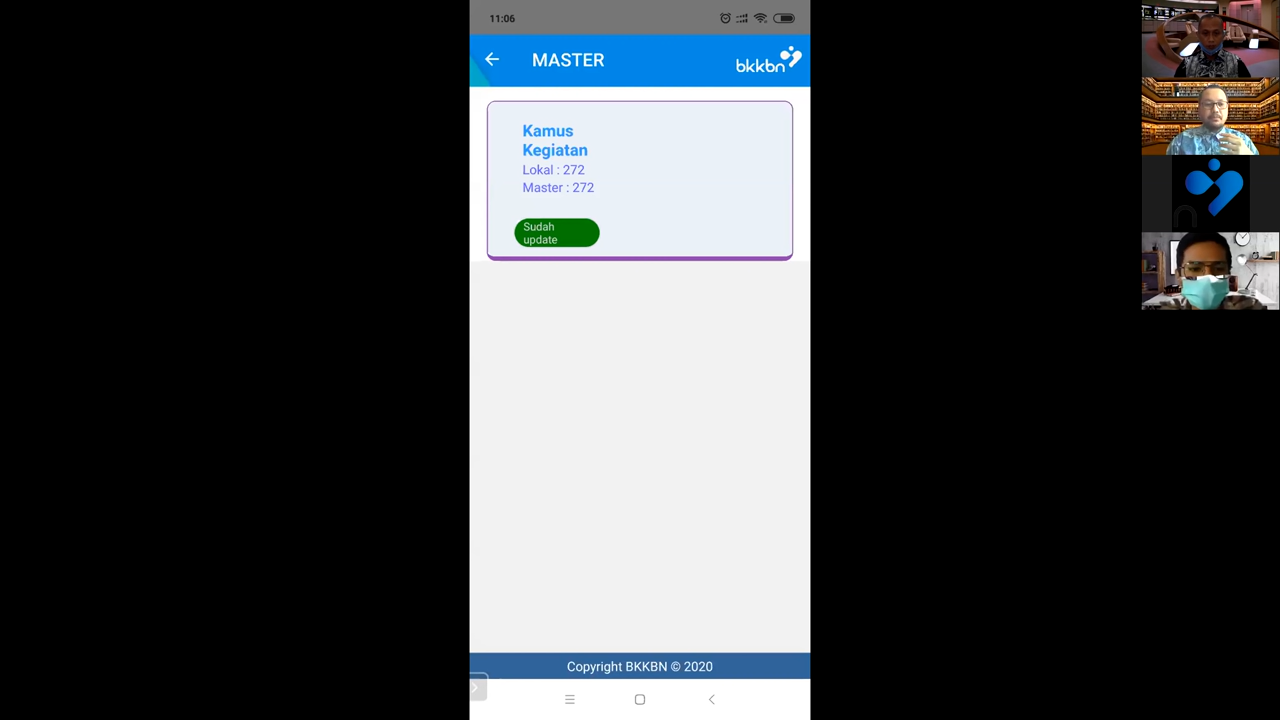 11:06
MASTER
bkkbn
Kamus
Kegiatan
Lokal : 272
Master : 272
Sudah
update
Copyright BKKBN © 2020